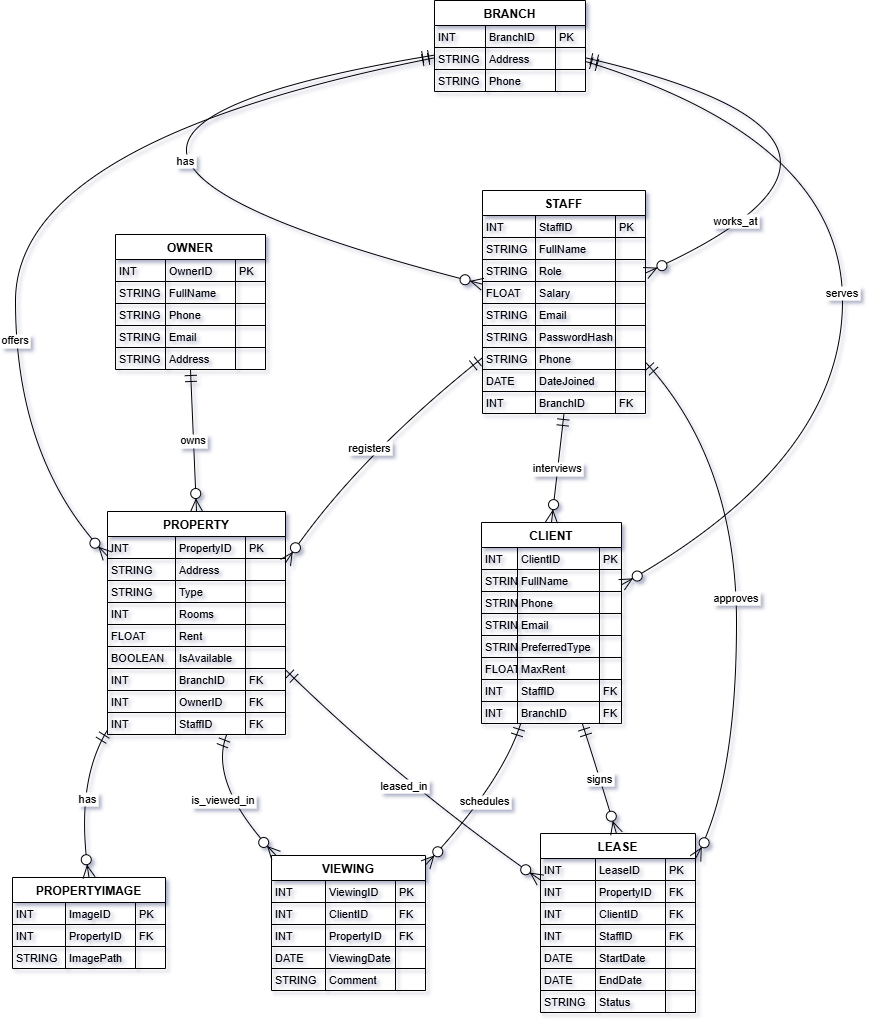 BRANCH
INT BranchID PK
STRING Address
STRING Phone
has
works_at
serves
offers
STAFF
INT StaffID PK
STRING FullName
STRING Role
FLOAT Salary
STRING Email
STRING PasswordHash
STRING Phone
DATE DateJoined
INT BranchID FK
OWNER
INT OwnerID PK
STRING FullName
STRING Phone
STRING Email
STRING Address
owns
registers
interviews
approves
PROPERTY
INT PropertyID PK
STRING Address
STRING Type
INT Rooms
FLOAT Rent
BOOLEAN IsAvailable
INT BranchID FK
INT OwnerID FK
INT StaffID FK
CLIENT
INT ClientID PK
STRIN FullName
STRIN Phone
STRIN Email
STRIN PreferredType
FLOAT MaxRent
INT StaffID FK
INT BranchID FK
has
is_viewed_in
leased_in
schedules
signs
PROPERTYIMAGE
INT ImageID PK
INT PropertyID FK
STRING ImagePath
VIEWING
INT ViewingID PK
INT ClientID FK
INT PropertyID FK
DATE ViewingDate
STRING Comment
LEASE
INT LeaseID PK
INT PropertyID FK
INT ClientID FK
INT StaffID FK
DATE StartDate
DATE EndDate
STRING Status